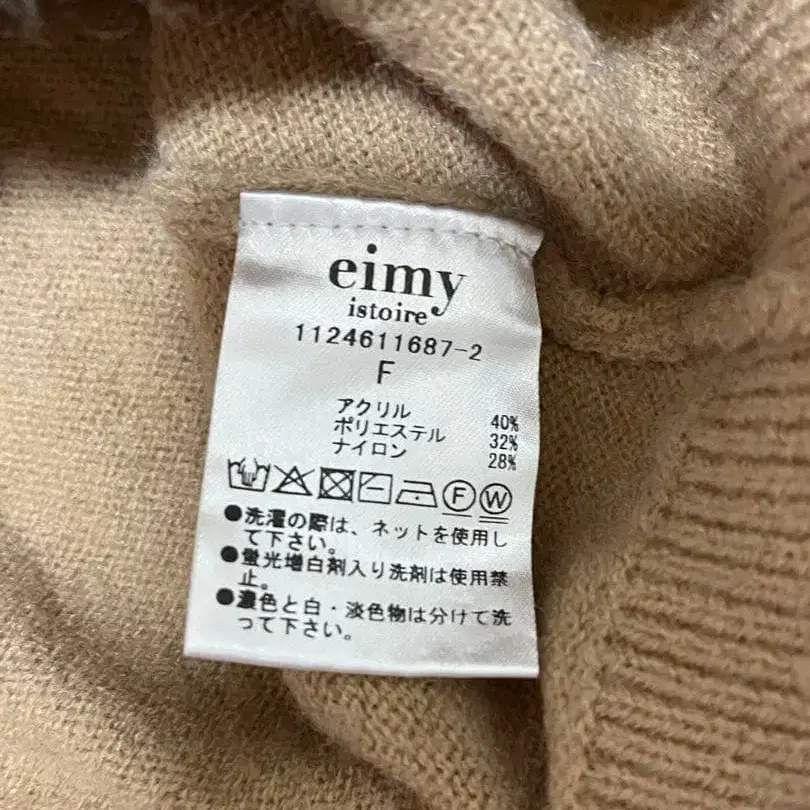 eimy
istoire
1124611687-2
F
アクリル 40%
ポリエステル 32%
ナイロン 28%
F W
●洗濯の際は、ネットを使用し
て下さい。
●蛍光増白剤入り洗剤は使用禁
止。
●濃色と白・淡色物は分けて洗
って下さい。